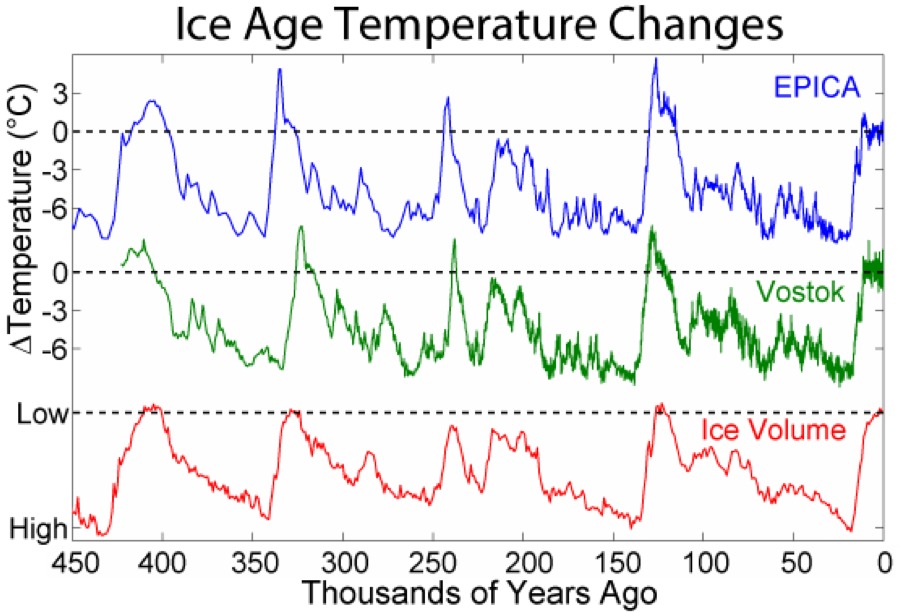 Ice Age Temperature Changes
EPICA
3
0
-3
-6
ΔTemperature (°C)
Vostok
0
-3
-6
Ice Volume
Low
High
450 400 350 300 250 200 150 100 50 0
Thousands of Years Ago